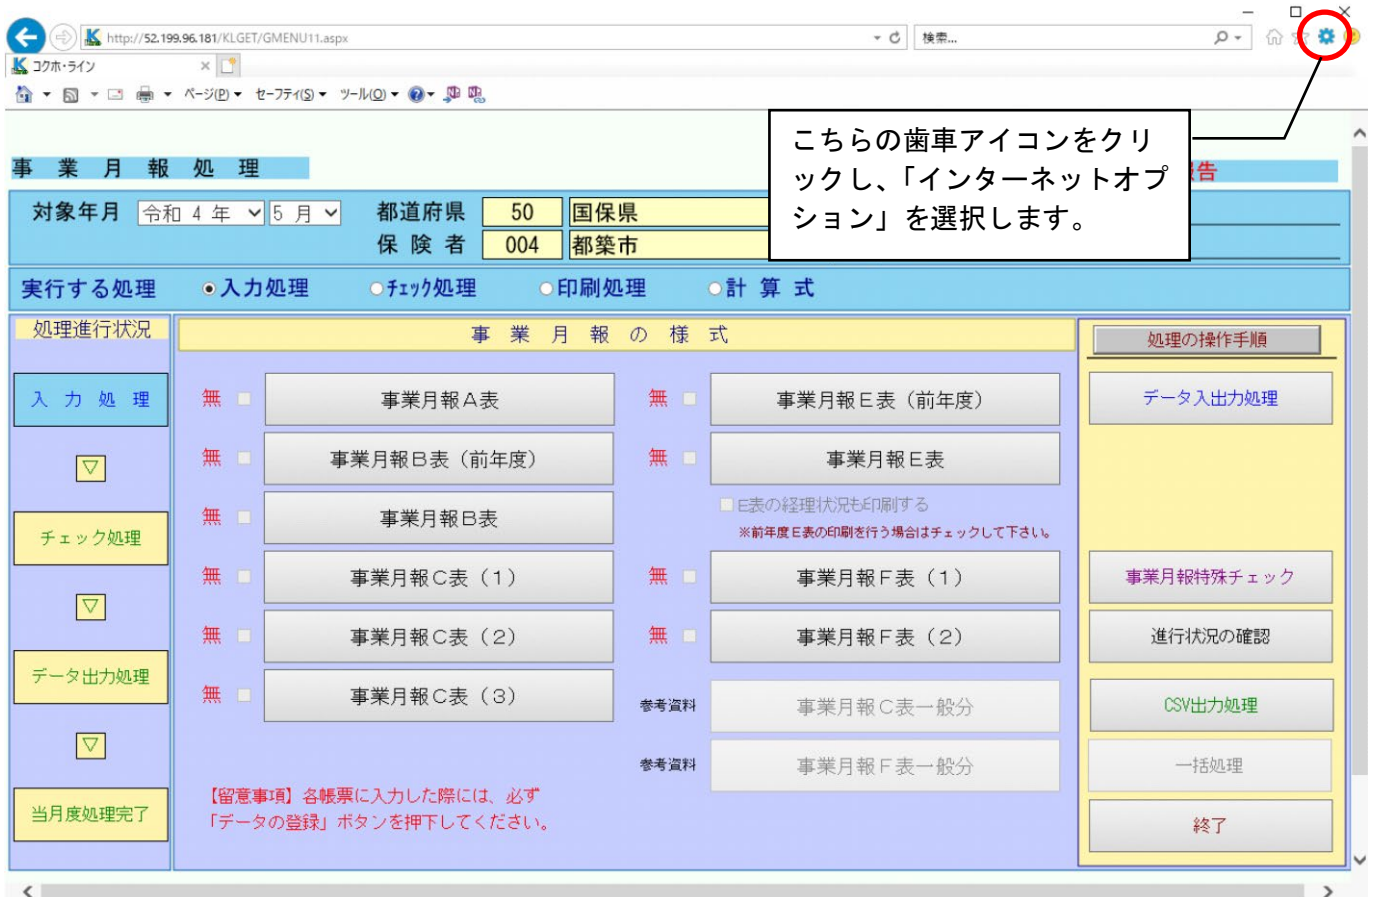 http://52.199.96.181/KLGET/GMENU11.aspx
検索...
コクホ・ライン
ページ(P) セーフティ(S) ツール(O)
こちらの歯車アイコンをクリ
ックし、「インターネットオプ
ション」を選択します。
事業月報処理
告
対象年月 令和 4 年 5 月 都道府県 50 国保県
保険者 004 都築市
実行する処理 入力処理 ﾁｪｯｸ処理 印刷処理 計算式
処理進行状況
事業月報の様式
処理の操作手順
入力処理
無 事業月報A表
無 事業月報E表（前年度）
データ入出力処理
▽
無 事業月報B表（前年度）
無 事業月報E表
チェック処理
無 事業月報B表
E表の経理状況も印刷する
※前年度E表の印刷を行う場合はチェックして下さい。
無 事業月報C表（1）
無 事業月報F表（1）
事業月報特殊チェック
▽
無 事業月報C表（2）
無 事業月報F表（2）
進行状況の確認
データ出力処理
無 事業月報C表（3）
参考資料 事業月報C表一般分
CSV出力処理
▽
参考資料 事業月報F表一般分
一括処理
当月度処理完了
【留意事項】各帳票に入力した際には、必ず
「データの登録」ボタンを押下してください。
終了